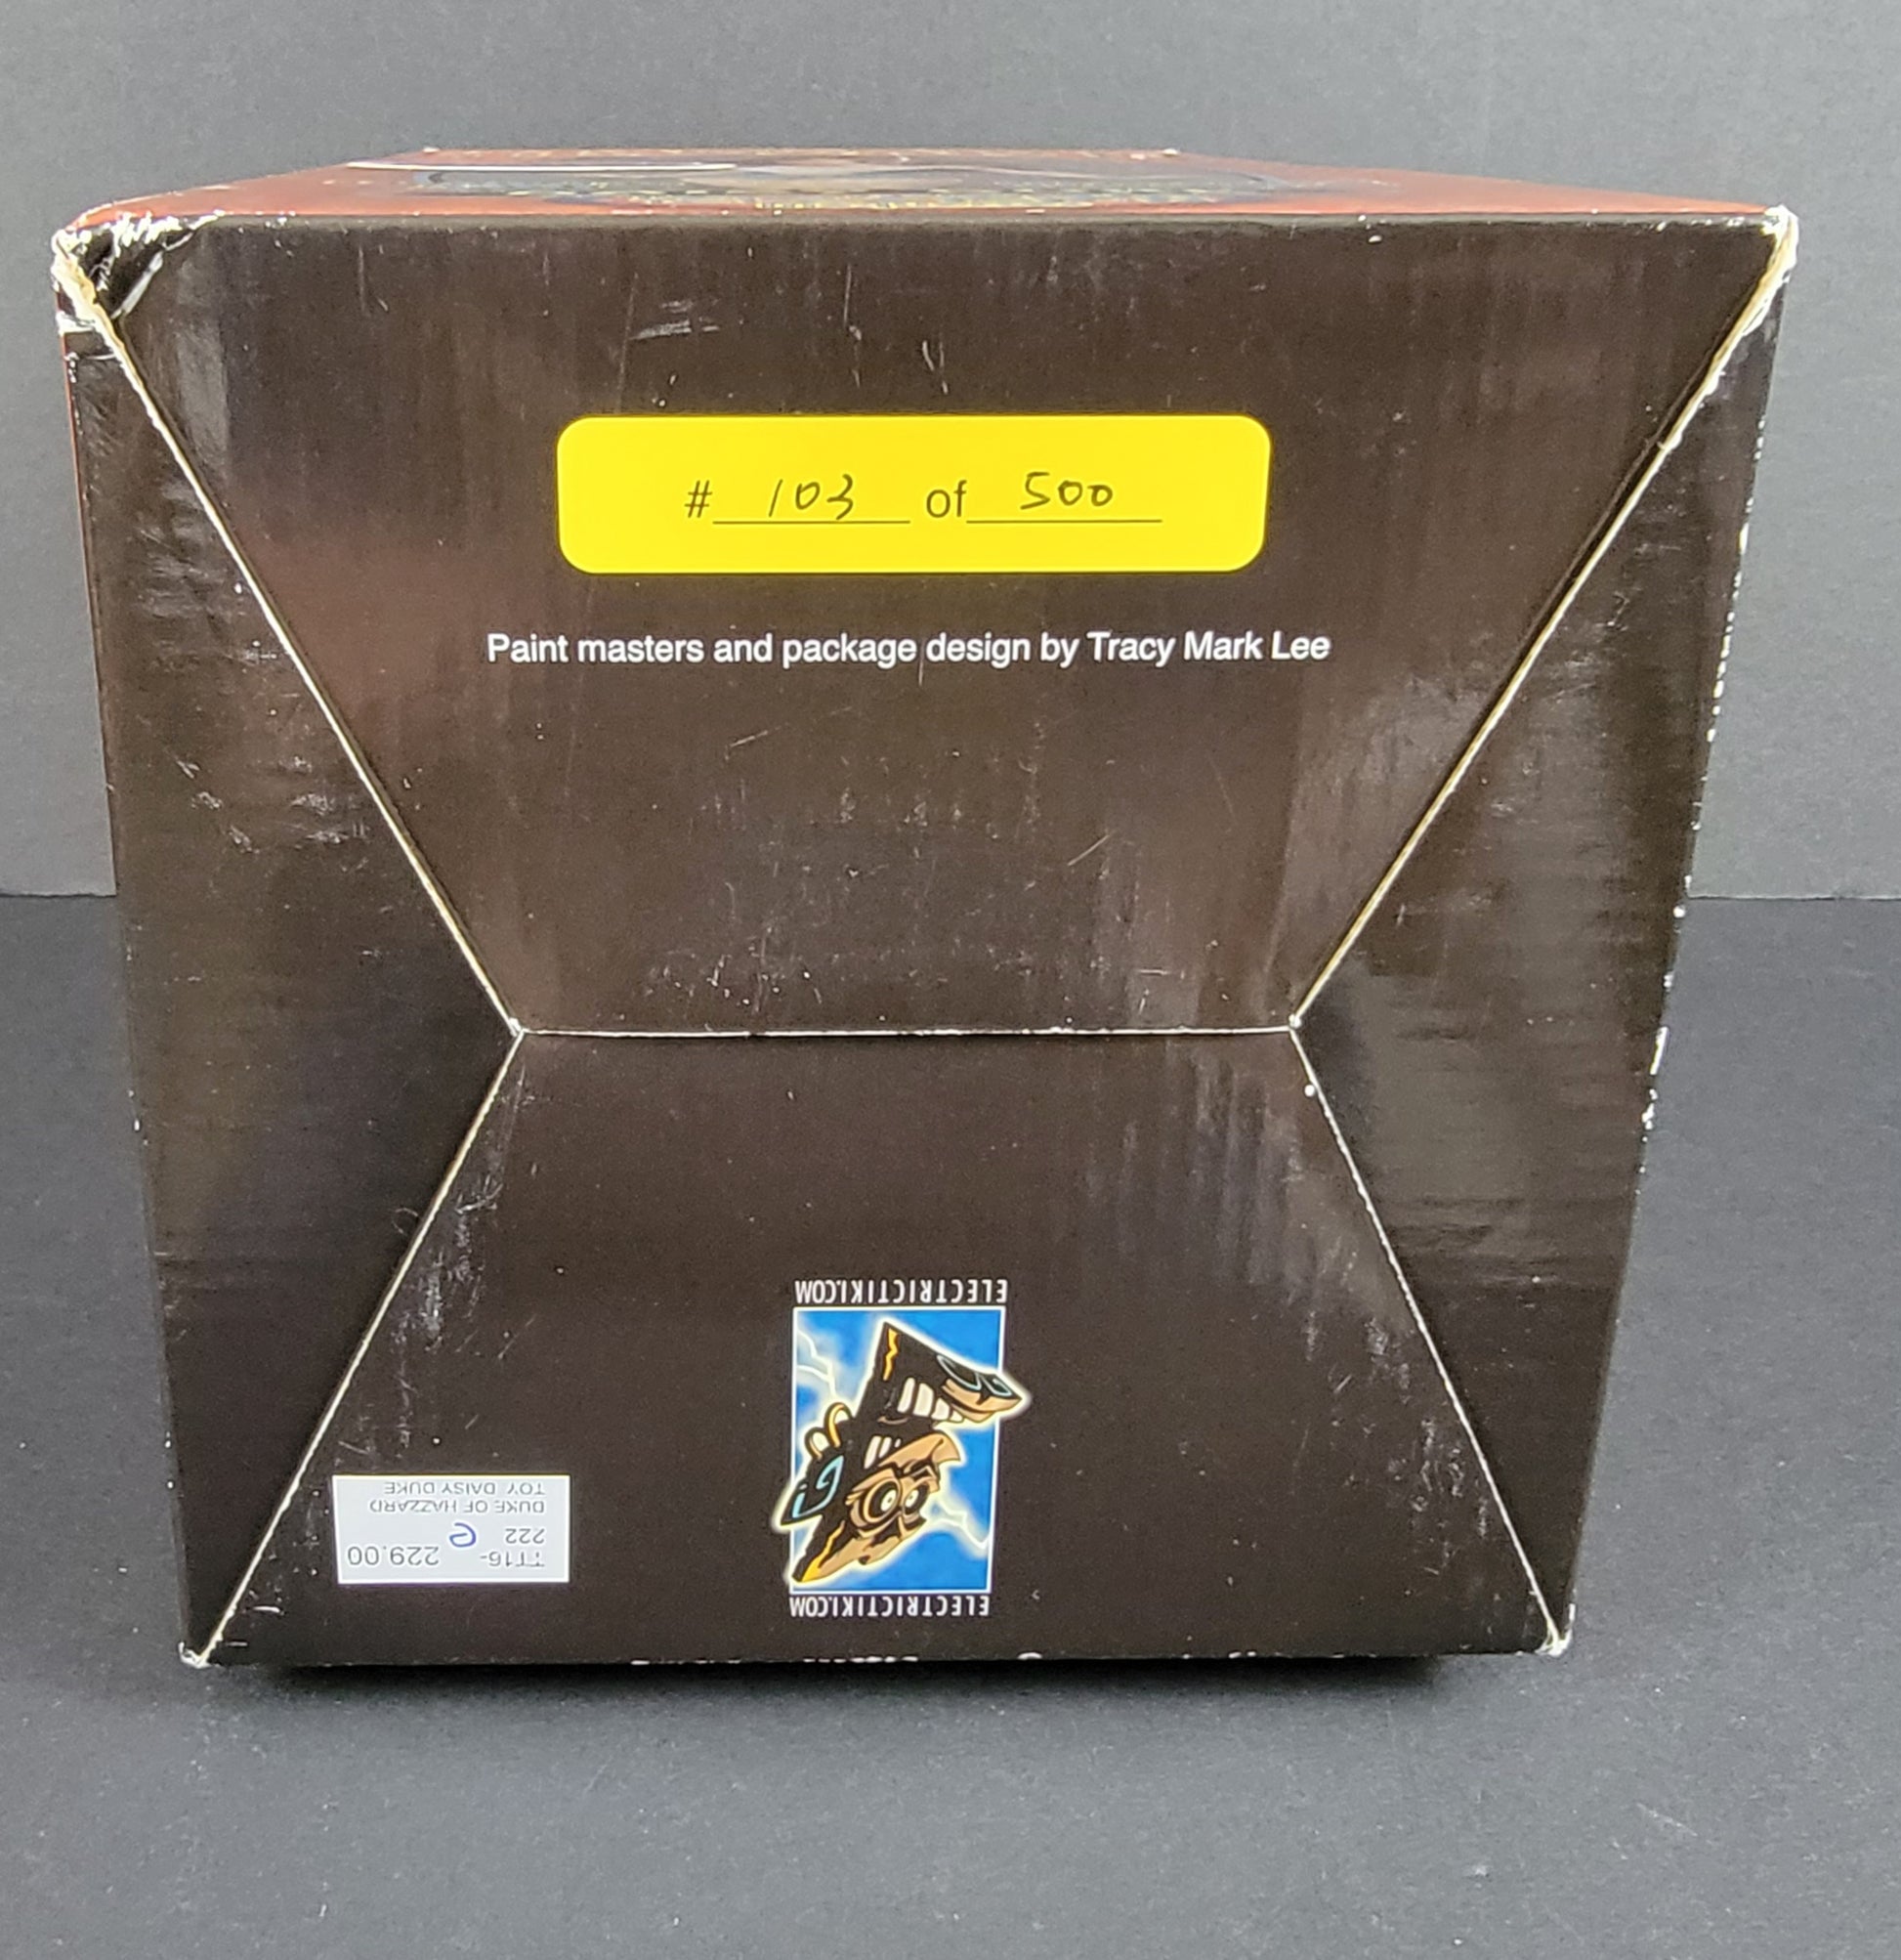 # 103 of 500
Paint masters and package design by Tracy Mark Lee
ELECTRICTIKI.COM
ELECTRICTIKI.COM
TT16- 229.00
222 e
DUKE OF HAZZARD
TOY DAISY DUKE